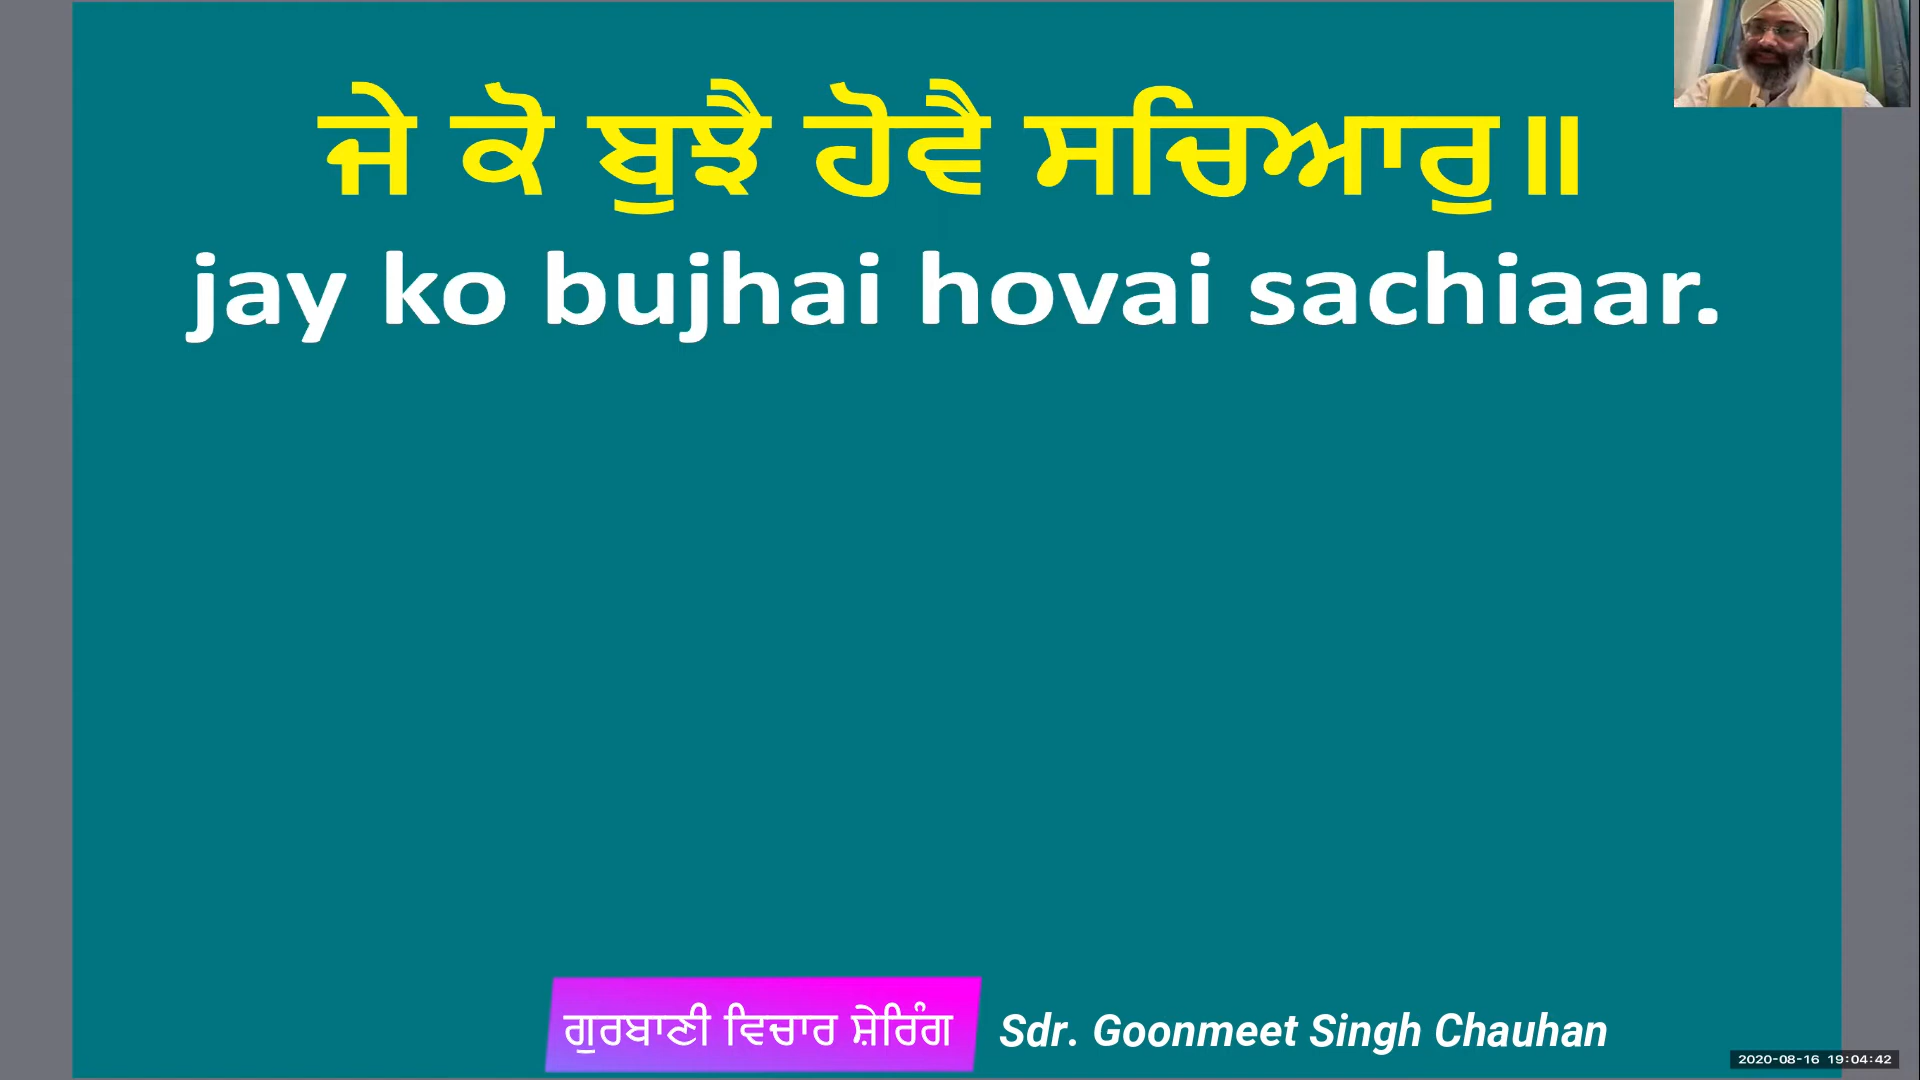 ਜੇ ਕੋ ਬੁਝੈ ਹੋਵੈ ਸਚਿਆਰੁ॥
jay ko bujhai hovai sachiaar.
ਗੁਰਬਾਣੀ ਵਿਚਾਰ ਸ਼ੇਰਿੰਗ Sdr. Goonmeet Singh Chauhan
2020-08-16 19:04:42